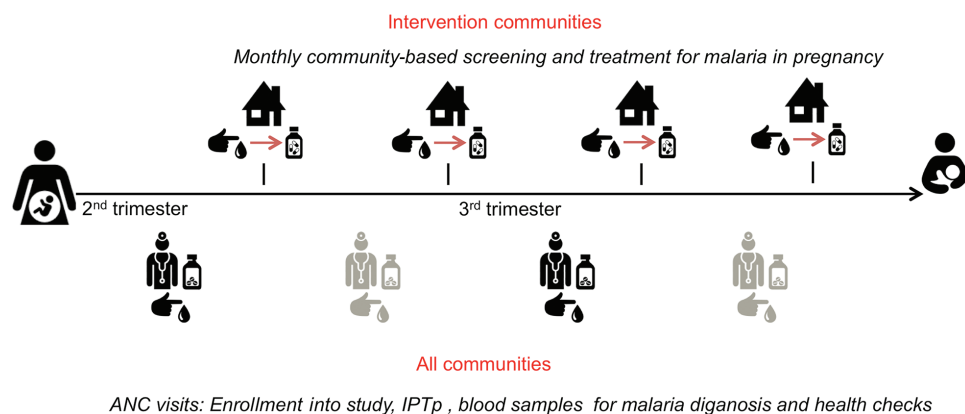 Intervention communities
Monthly community-based screening and treatment for malaria in pregnancy
2nd trimester
3rd trimester
All communities
ANC visits: Enrollment into study, IPTp , blood samples for malaria diganosis and health checks